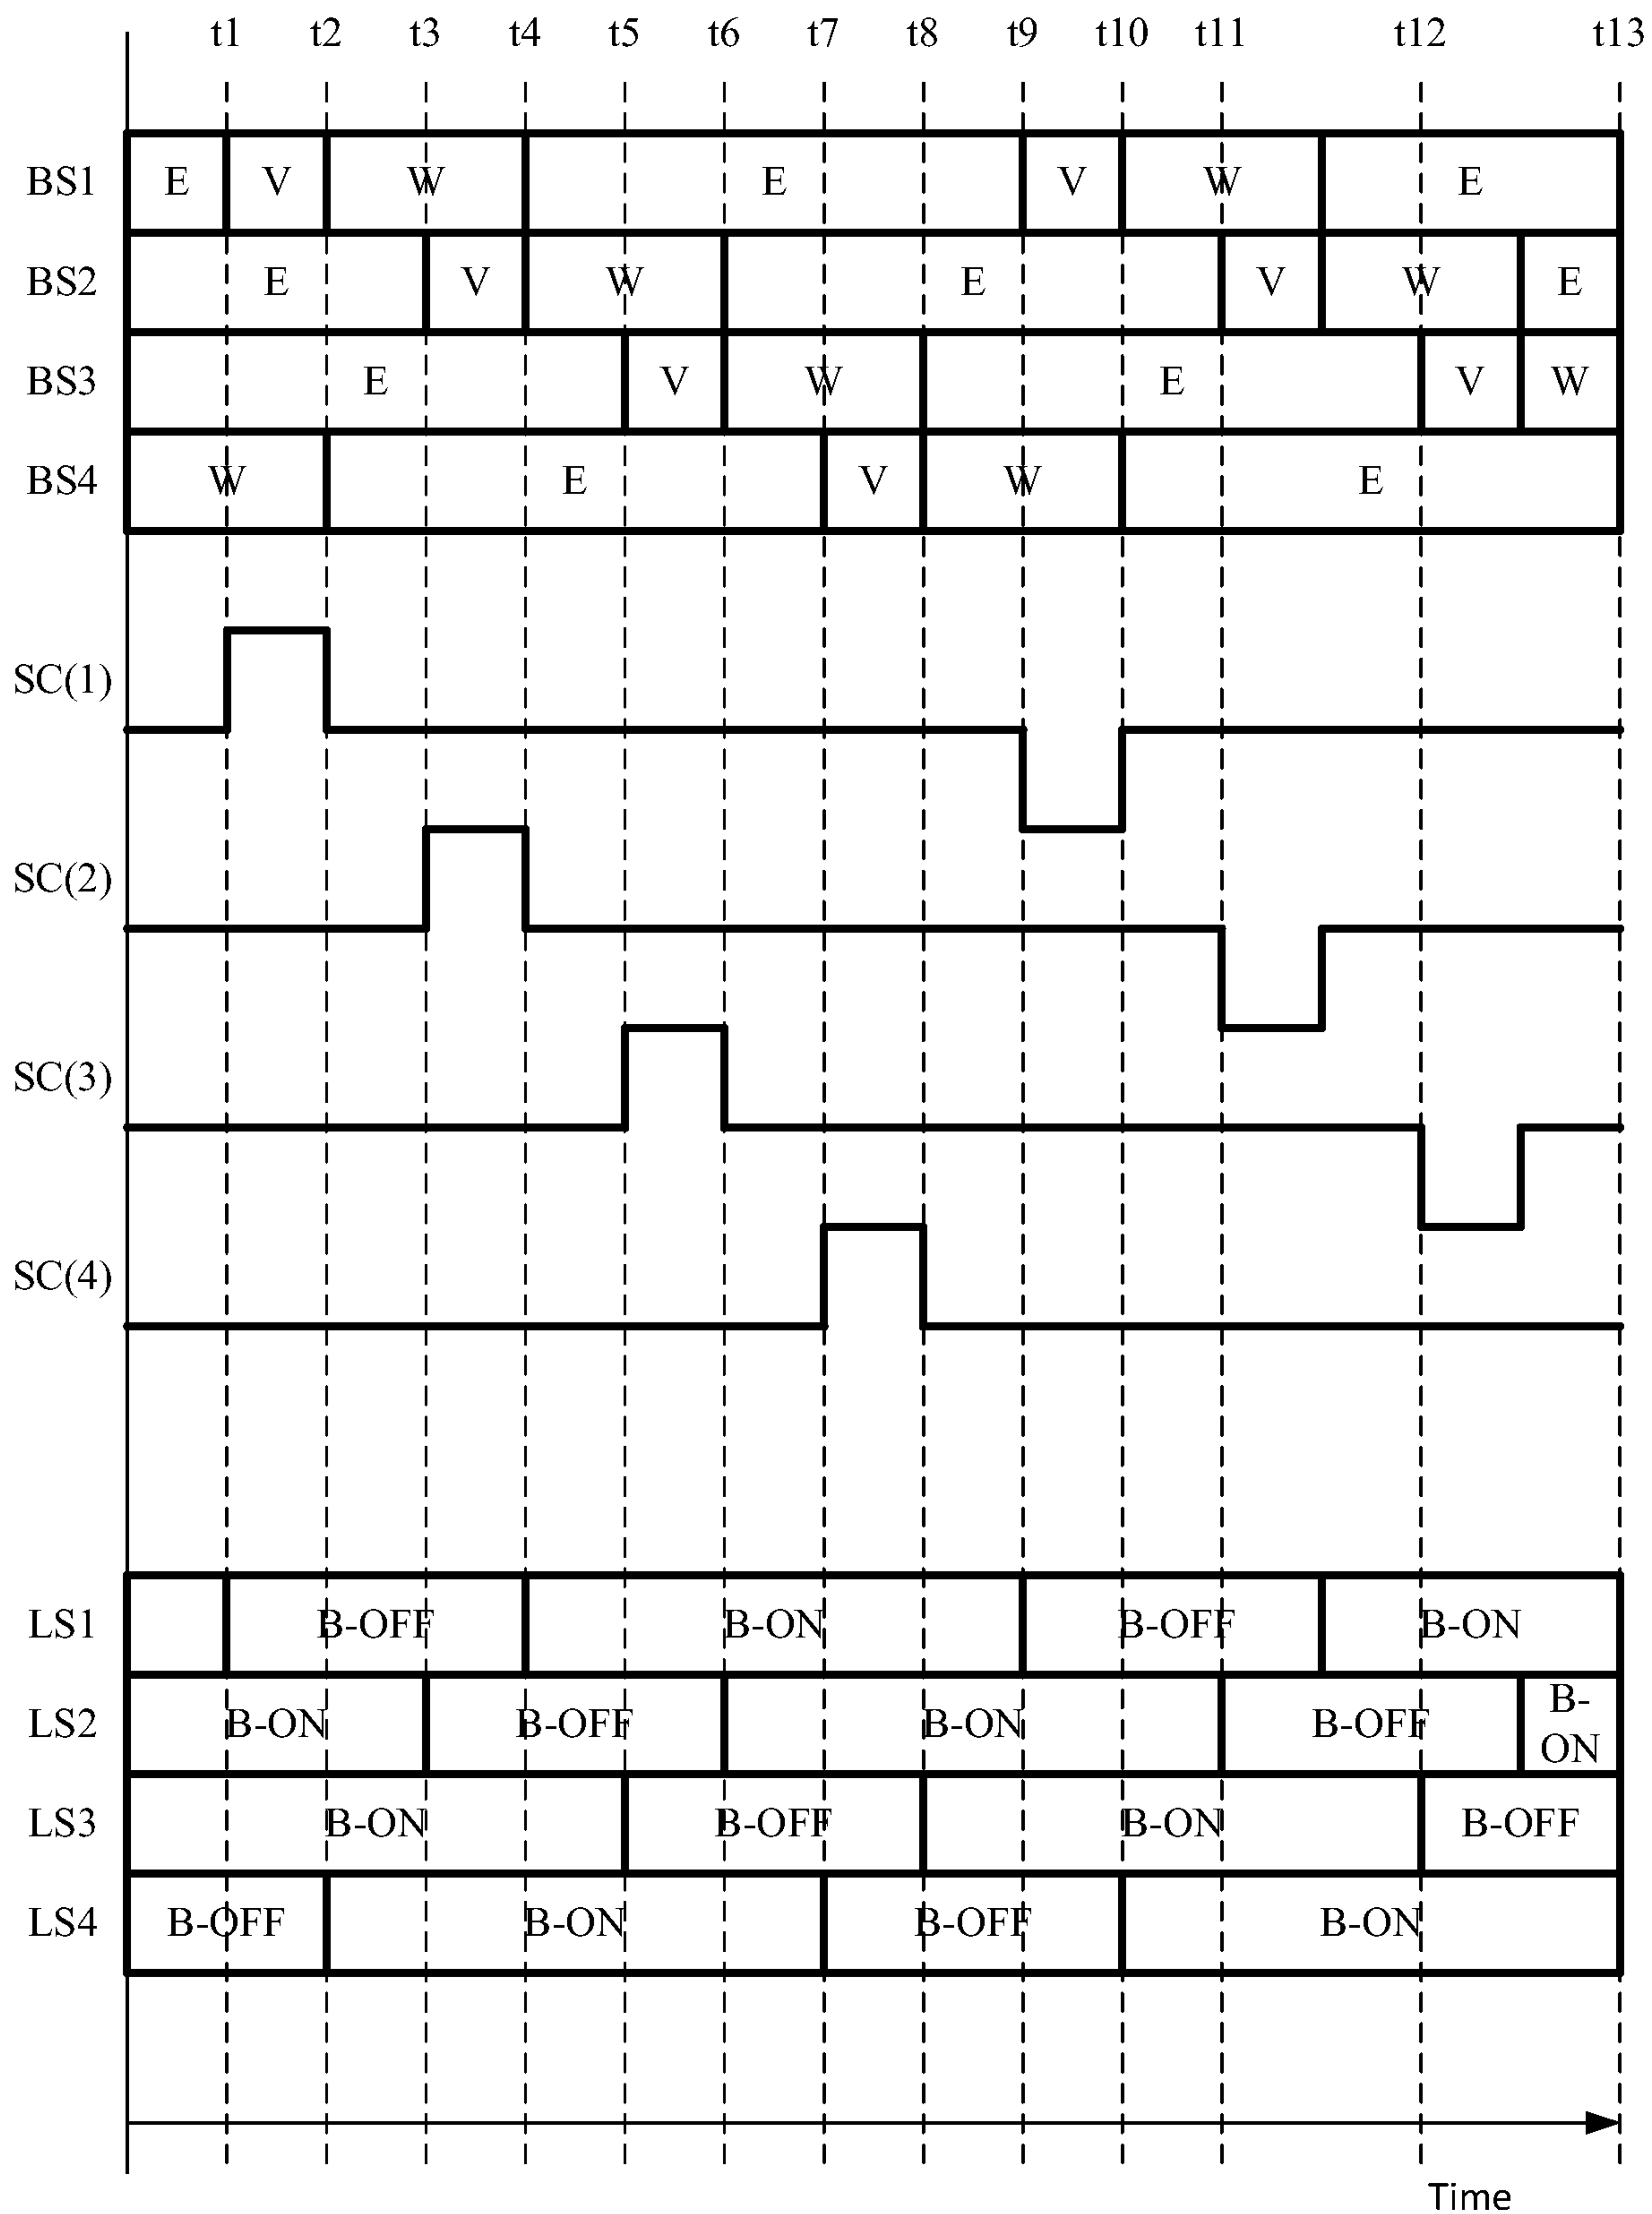 t1 t2 t3 t4 t5 t6 t7 t8 t9 t10 t11 t12 t13
BS1 E V W E V W E
BS2 E V W E V W E
BS3 E V W E V W
BS4 W E V W E
SC(1)
SC(2)
SC(3)
SC(4)
LS1 B-OFF B-ON B-OFF B-ON
LS2 B-ON B-OFF B-ON B-OFF B-
ON
LS3 B-ON B-OFF B-ON B-OFF
LS4 B-OFF B-ON B-OFF B-ON
Time